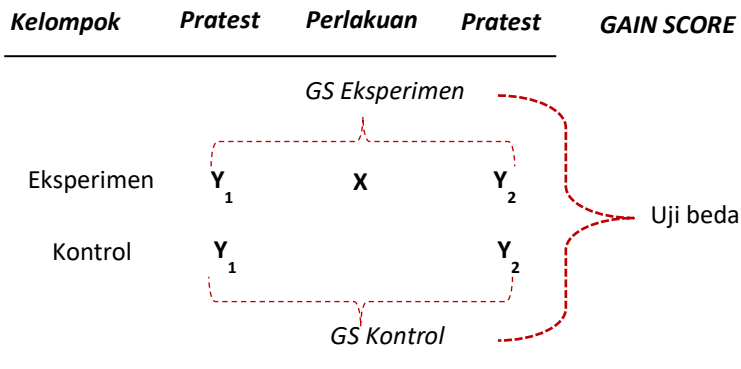 Kelompok Pratest Perlakuan Pratest GAIN SCORE
GS Eksperimen
Eksperimen Y1 X Y2
Uji beda
Kontrol Y1 Y2
GS Kontrol